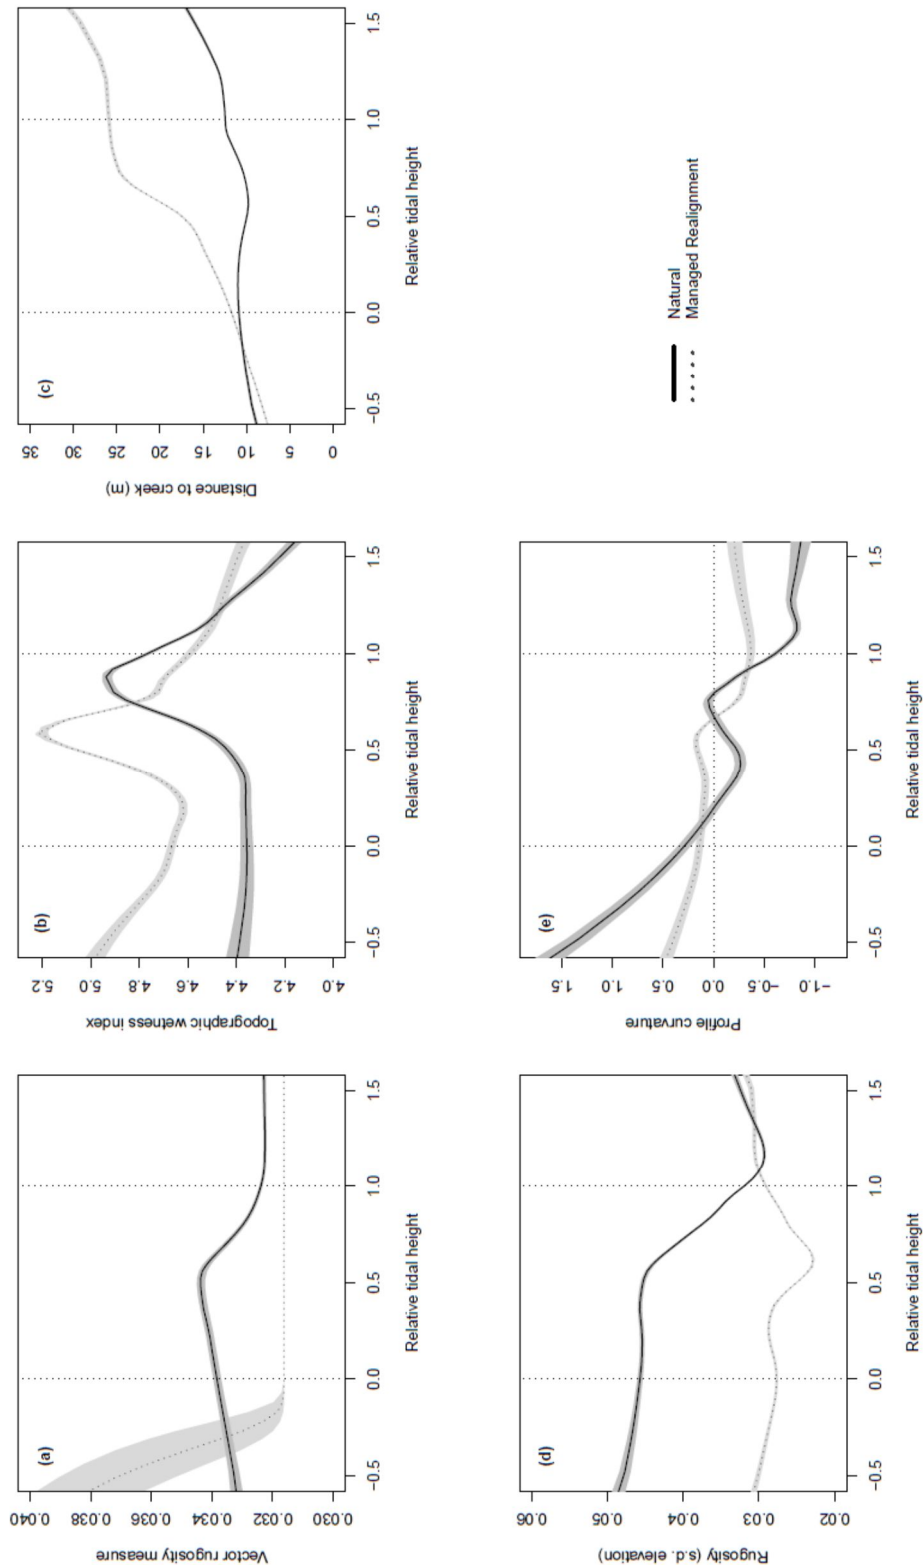 (a)
Vector rugosity measure
0.030 0.032 0.034 0.036 0.038 0.040
−0.5 0.0 0.5 1.0 1.5
Relative tidal height
(b)
Topographic wetness index
4.0 4.2 4.4 4.6 4.8 5.0 5.2
−0.5 0.0 0.5 1.0 1.5
Relative tidal height
(c)
Distance to creek (m)
0 5 10 15 20 25 30 35
−0.5 0.0 0.5 1.0 1.5
Relative tidal height
(d)
Rugosity (s.d. elevation)
0.02 0.03 0.04 0.05 0.06
−0.5 0.0 0.5 1.0 1.5
Relative tidal height
(e)
Profile curvature
−1.0 −0.5 0.0 0.5 1.0 1.5
−0.5 0.0 0.5 1.0 1.5
Relative tidal height
Natural
Managed Realignment